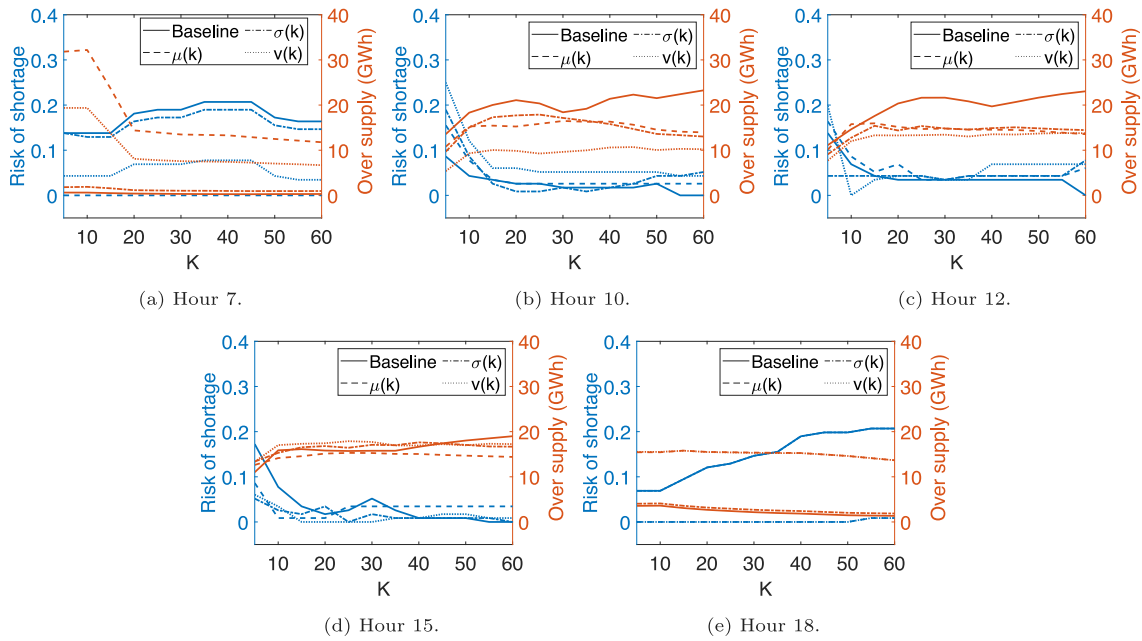 0.4
0.3
0.2
0.1
0
Risk of shortage
Baseline
μ(k)
σ(k)
v(k)
40
30
20
10
0
Over supply (GWh)
10 20 30 40 50 60
K
(a) Hour 7.
0.4
0.3
0.2
0.1
0
Risk of shortage
Baseline
μ(k)
σ(k)
v(k)
40
30
20
10
0
Over supply (GWh)
10 20 30 40 50 60
K
(b) Hour 10.
0.4
0.3
0.2
0.1
0
Risk of shortage
Baseline
μ(k)
σ(k)
v(k)
40
30
20
10
0
Over supply (GWh)
10 20 30 40 50 60
K
(c) Hour 12.
0.4
0.3
0.2
0.1
0
Risk of shortage
Baseline
μ(k)
σ(k)
v(k)
40
30
20
10
0
Over supply (GWh)
10 20 30 40 50 60
K
(d) Hour 15.
0.4
0.3
0.2
0.1
0
Risk of shortage
Baseline
μ(k)
σ(k)
v(k)
40
30
20
10
0
Over supply (GWh)
10 20 30 40 50 60
K
(e) Hour 18.